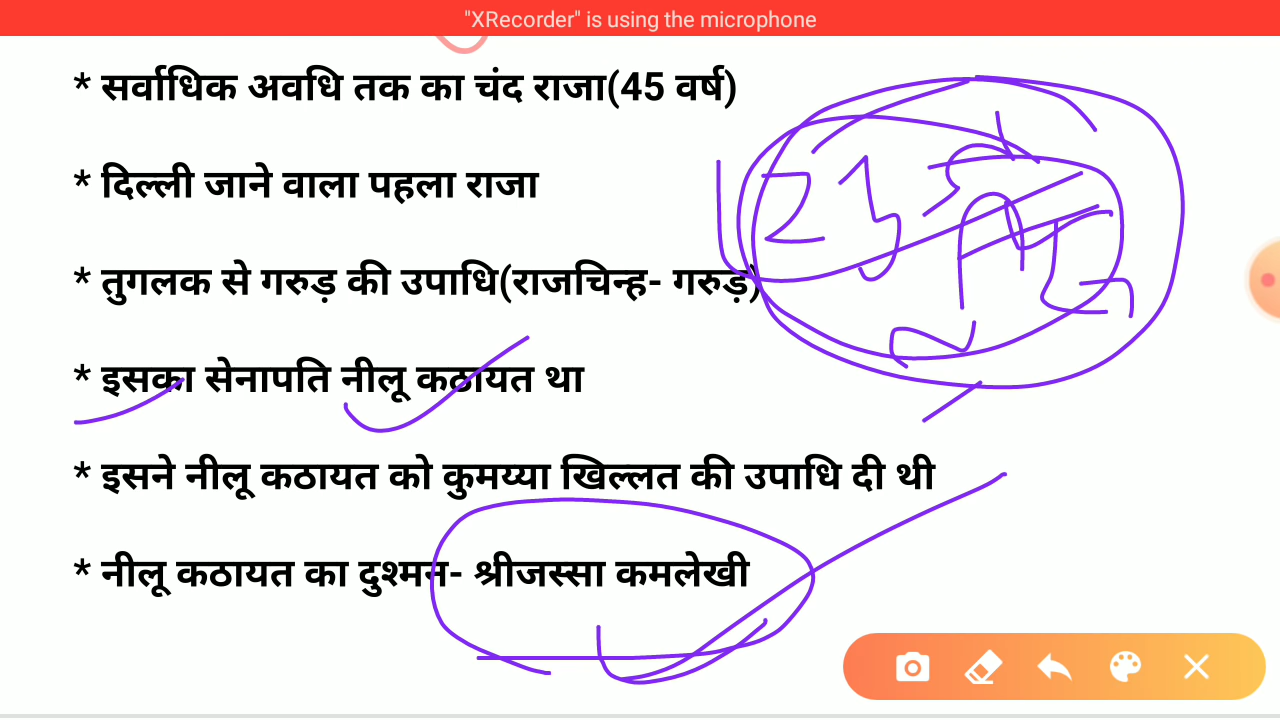 "XRecorder" is using the microphone
* सर्वाधिक अवधि तक का चंद राजा(45 वर्ष)
* दिल्ली जाने वाला पहला राजा
* तुगलक से गरुड़ की उपाधि(राजचिन्ह- गरुड़)
* इसका सेनापति नीलू कठायत था
* इसने नीलू कठायत को कुमय्या खिल्लत की उपाधि दी थी
* नीलू कठायत का दुश्मन- श्रीजस्सा कमलेखी